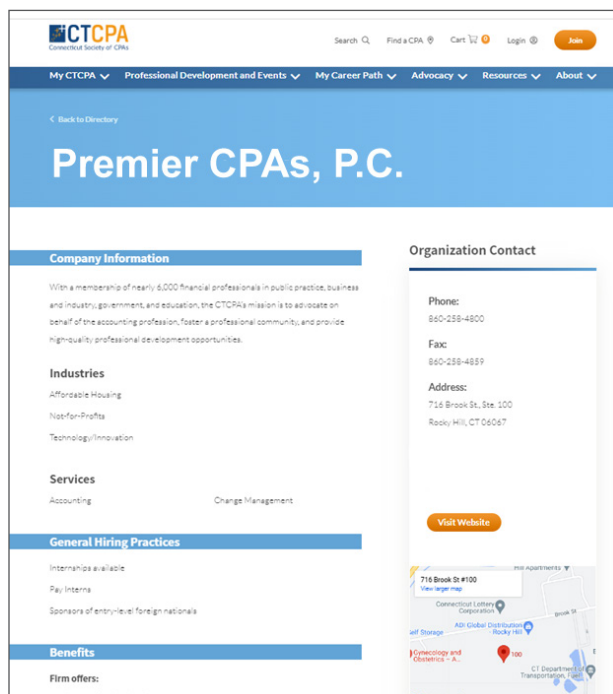 CTCPA
Connecticut Society of CPAs
Search
Find a CPA
Cart 0
Login
Join
My CTCPA
Professional Development and Events
My Career Path
Advocacy
Resources
About
Back to Directory
Premier CPAs, P.C.
Company Information
With a membership of nearly 6,000 financial professionals in public practice, business
and industry, government, and education, the CTCPA's mission is to advocate on
behalf of the accounting profession, foster a professional community, and provide
high-quality professional development opportunities.
Industries
Affordable Housing
Not-for-Profits
Technology/Innovation
Services
Accounting
Change Management
General Hiring Practices
Internships available
Pay Interns
Sponsors of entry-level foreign nationals
Benefits
Firm offers:
Organization Contact
Phone:
860-258-4800
Fax:
860-258-4859
Address:
716 Brook St., Ste. 100
Rocky Hill, CT 06067
Visit Website
716 Brook St #100
View larger map
Hill Apartments
Connecticut Lottery
Corporation
Brook St
ADI Global Distribution
Rocky Hill
Self Storage
Gynecology and
Obstetrics – A...
100
CT Department of
Transportation, Fuel